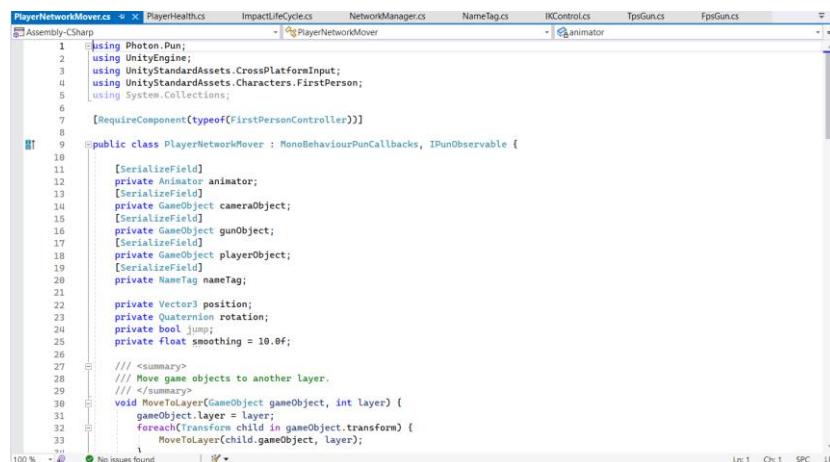 PlayerNetworkMover.cs PlayerHealth.cs ImpactLifeCycle.cs NetworkManager.cs NameTag.cs IKControl.cs TpsGun.cs FpsGun.cs
Assembly-CSharp PlayerNetworkMover animator
1 using Photon.Pun;
2 using UnityEngine;
3 using UnityStandardAssets.CrossPlatformInput;
4 using UnityStandardAssets.Characters.FirstPerson;
5 using System.Collections;
6
7 [RequireComponent(typeof(FirstPersonController))]
8
9 public class PlayerNetworkMover : MonoBehaviourPunCallbacks, IPunObservable {
10
11 [SerializeField]
12 private Animator animator;
13 [SerializeField]
14 private GameObject cameraObject;
15 [SerializeField]
16 private GameObject gunObject;
17 [SerializeField]
18 private GameObject playerObject;
19 [SerializeField]
20 private NameTag nameTag;
21
22 private Vector3 position;
23 private Quaternion rotation;
24 private bool jump;
25 private float smoothing = 10.0f;
26
27 /// <summary>
28 /// Move game objects to another layer.
29 /// </summary>
30 void MoveToLayer(GameObject gameObject, int layer) {
31 gameObject.layer = layer;
32 foreach(Transform child in gameObject.transform) {
33 MoveToLayer(child.gameObject, layer);
100 % No issues found Ln: 1 Ch: 1 SPC